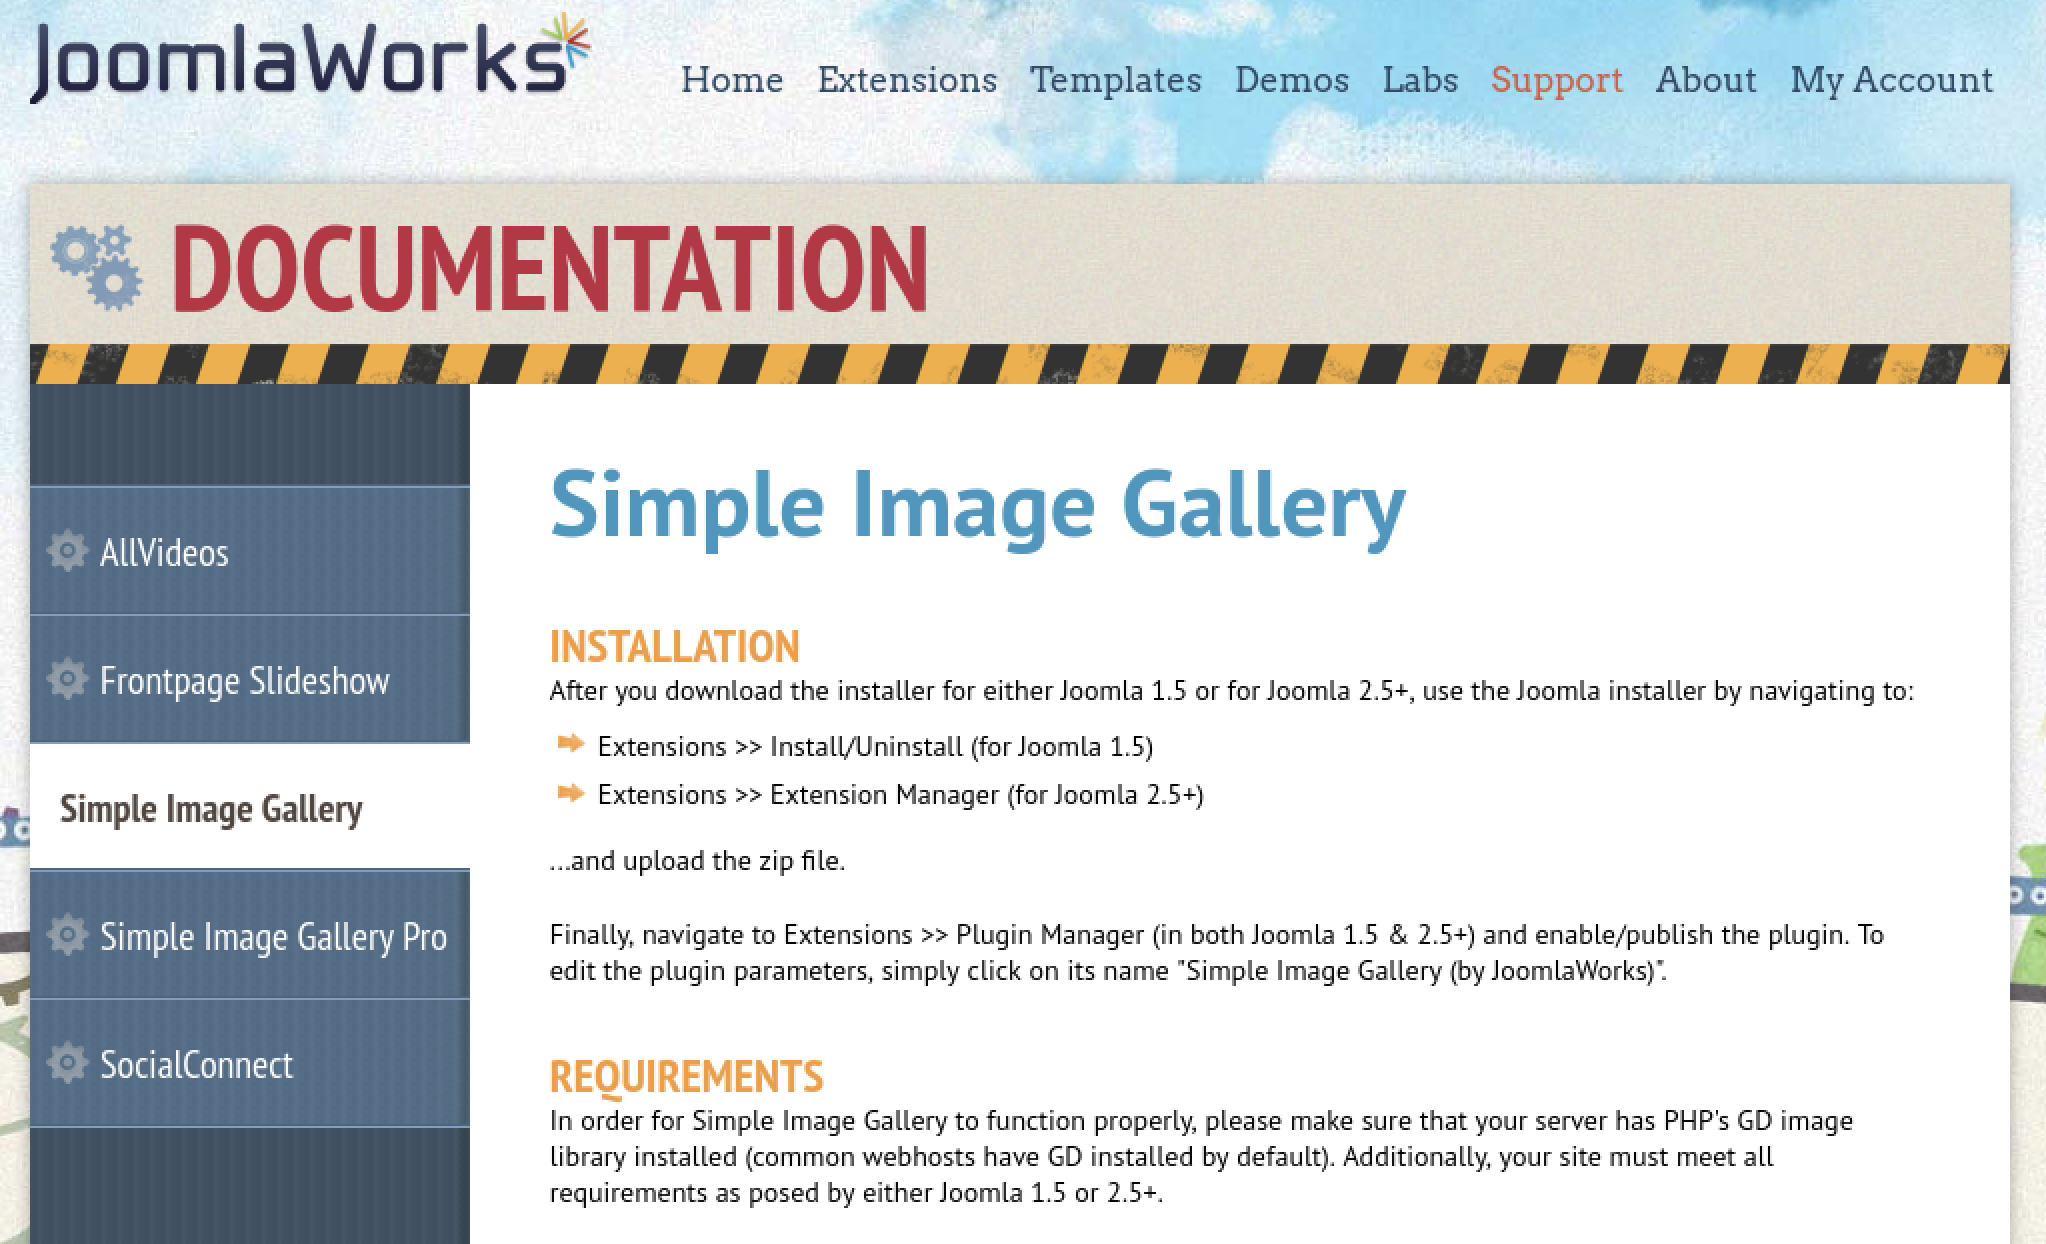 JoomlaWorks
Home Extensions Templates Demos Labs Support About My Account
DOCUMENTATION
AllVideos
Frontpage Slideshow
Simple Image Gallery
Simple Image Gallery Pro
SocialConnect
Simple Image Gallery
INSTALLATION
After you download the installer for either Joomla 1.5 or for Joomla 2.5+, use the Joomla installer by navigating to:
Extensions >> Install/Uninstall (for Joomla 1.5)
Extensions >> Extension Manager (for Joomla 2.5+)
...and upload the zip file.
Finally, navigate to Extensions >> Plugin Manager (in both Joomla 1.5 & 2.5+) and enable/publish the plugin. To
edit the plugin parameters, simply click on its name "Simple Image Gallery (by JoomlaWorks)".
REQUIREMENTS
In order for Simple Image Gallery to function properly, please make sure that your server has PHP's GD image
library installed (common webhosts have GD installed by default). Additionally, your site must meet all
requirements as posed by either Joomla 1.5 or 2.5+.